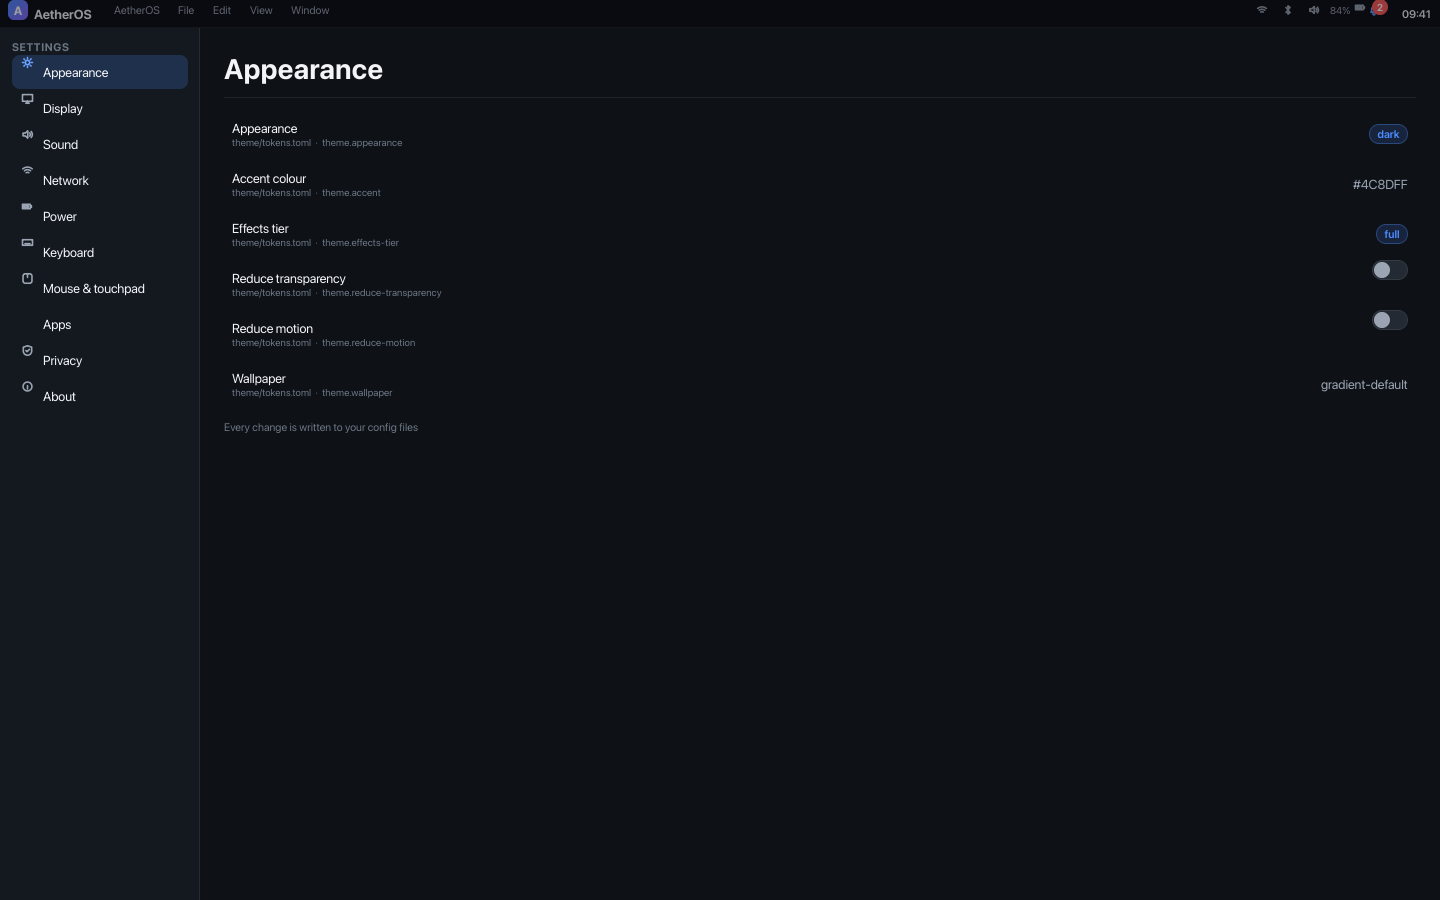 A AetherOS AetherOS File Edit View Window 84% 2 09:41
SETTINGS
Appearance
Display
Sound
Network
Power
Keyboard
Mouse & touchpad
Apps
Privacy
About
Appearance
Appearance
theme/tokens.toml · theme.appearance
dark
Accent colour
theme/tokens.toml · theme.accent
#4C8DFF
Effects tier
theme/tokens.toml · theme.effects-tier
full
Reduce transparency
theme/tokens.toml · theme.reduce-transparency
Reduce motion
theme/tokens.toml · theme.reduce-motion
Wallpaper
theme/tokens.toml · theme.wallpaper
gradient-default
Every change is written to your config files